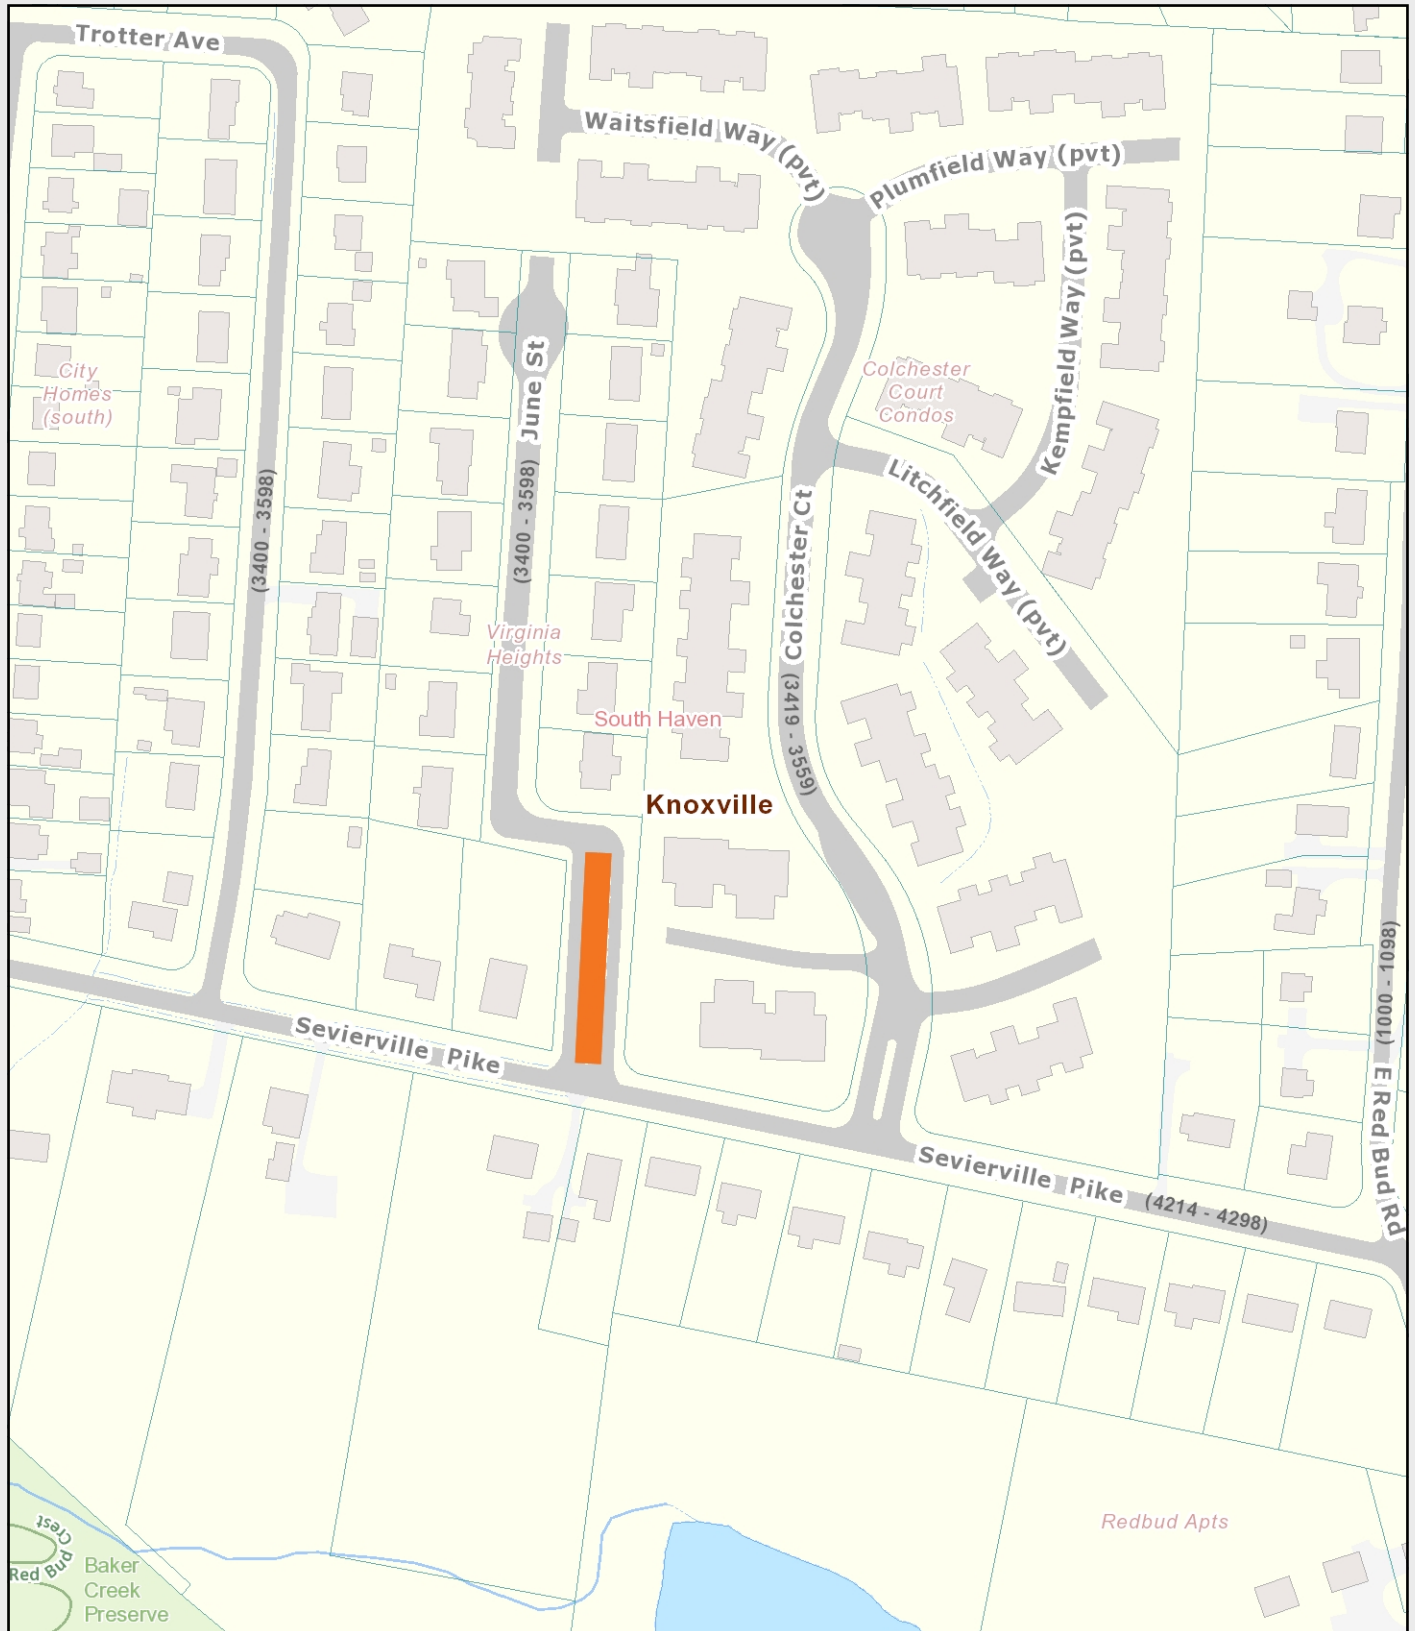 Trotter Ave
Waitsfield Way (pvt)
Plumfield Way (pvt)
Kempfield Way (pvt)
City
Homes
(south)
June St
Colchester
Court
Condos
(3400 - 3598)
(3400 - 3598)
Litchfield Way (pvt)
Colchester Ct
Virginia
Heights
South Haven
(3419 - 3559)
Knoxville
(1000 - 1098)
Sevierville Pike
E Red Bud Rd
Sevierville Pike
(4214 - 4298)
Redbud Apts
Red Bud Crest
Baker
Creek
Preserve